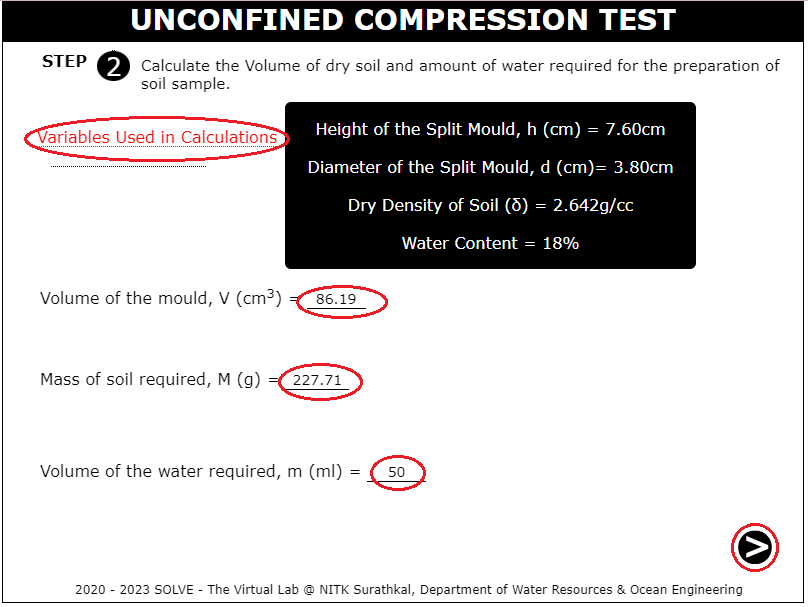 UNCONFINED COMPRESSION TEST
STEP 2 Calculate the Volume of dry soil and amount of water required for the preparation of
soil sample.
Variables Used in Calculations
Height of the Split Mould, h (cm) = 7.60cm
Diameter of the Split Mould, d (cm)= 3.80cm
Dry Density of Soil (δ) = 2.642g/cc
Water Content = 18%
Volume of the mould, V (cm³) = 86.19
Mass of soil required, M (g) = 227.71
Volume of the water required, m (ml) = 50
>
2020 - 2023 SOLVE - The Virtual Lab @ NITK Surathkal, Department of Water Resources & Ocean Engineering